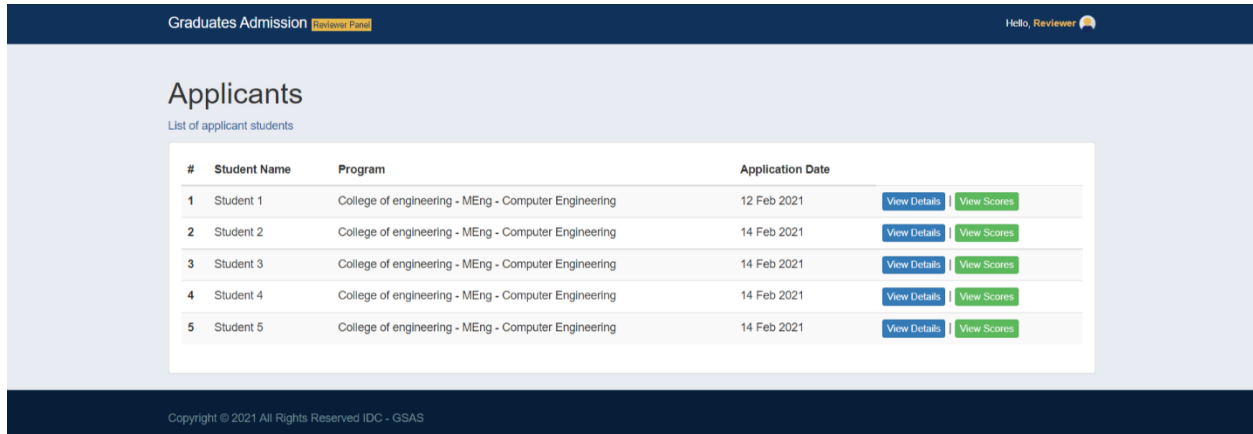 Graduates Admission Reviewer Panel
Hello, Reviewer
Applicants
List of applicant students
# Student Name Program Application Date
1 Student 1 College of engineering - MEng - Computer Engineering 12 Feb 2021 View Details | View Scores
2 Student 2 College of engineering - MEng - Computer Engineering 14 Feb 2021 View Details | View Scores
3 Student 3 College of engineering - MEng - Computer Engineering 14 Feb 2021 View Details | View Scores
4 Student 4 College of engineering - MEng - Computer Engineering 14 Feb 2021 View Details | View Scores
5 Student 5 College of engineering - MEng - Computer Engineering 14 Feb 2021 View Details | View Scores
Copyright © 2021 All Rights Reserved IDC - GSAS